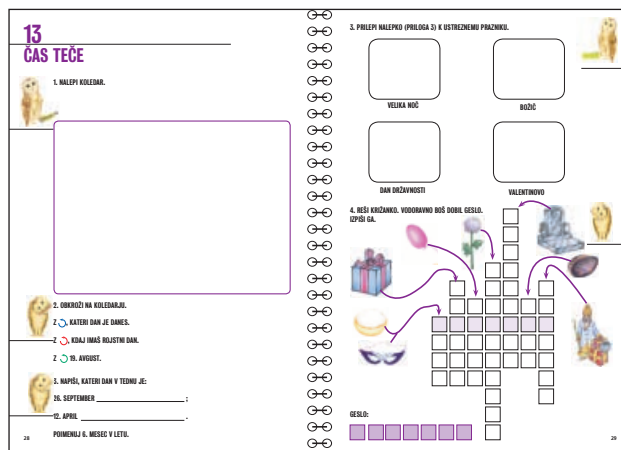 13
ČAS TEČE
1. NALEPI KOLEDAR.
2. OBKROŽI NA KOLEDARJU.
Z , KATERI DAN JE DANES.
Z , KDAJ IMAŠ ROJSTNI DAN.
Z 19. AVGUST.
3. NAPIŠI, KATERI DAN V TEDNU JE:
26. SEPTEMBER ;
12. APRIL .
POIMENUJ 6. MESEC V LETU.
28
3. PRILEPI NALEPKO (PRILOGA 3) K USTREZNEMU PRAZNIKU.
VELIKA NOČ
BOŽIČ
DAN DRŽAVNOSTI
VALENTINOVO
4. REŠI KRIŽANKO. VODORAVNO BOŠ DOBIL GESLO.
IZPIŠI GA.
GESLO:
29